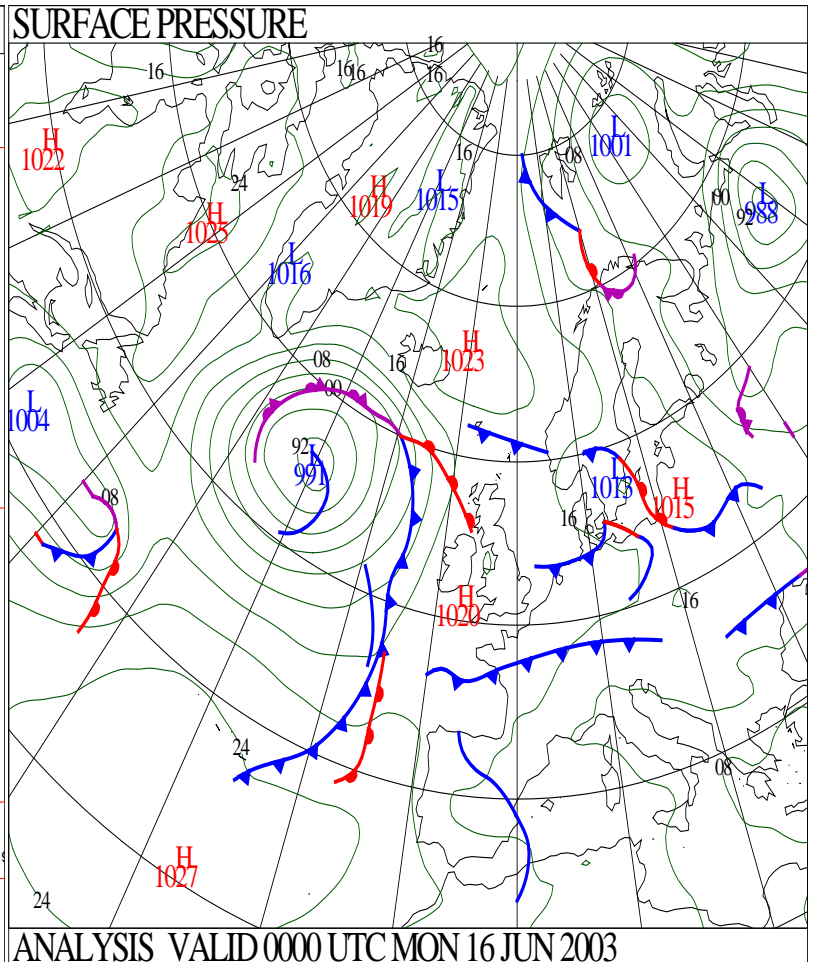 SURFACE PRESSURE
16
16
16
16
16
L
1001
H
1022
08
16
24
H
1019
L
1015
00
L
988
92
H
1025
L
1016
H
1023
08
16
00
L
1004
92
L
991
L
1013
H
1015
08
16
H
1020
16
24
08
H
1027
24
ANALYSIS VALID 0000 UTC MON 16 JUN 2003